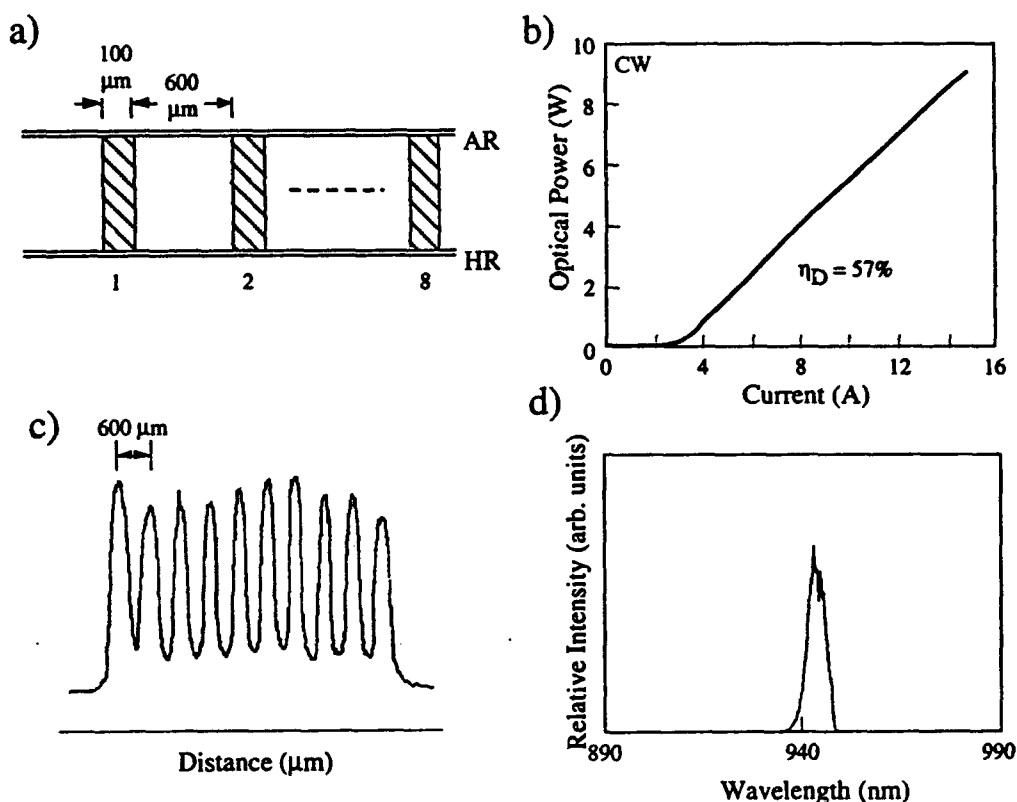 a)
100
μm
600
μm
AR
HR
1
2
8
b)
CW
10
8
6
4
2
0
Optical Power (W)
ηD = 57%
0
4
8
12
16
Current (A)
c)
600 μm
Distance (μm)
d)
Relative Intensity (arb. units)
890
940
990
Wavelength (nm)